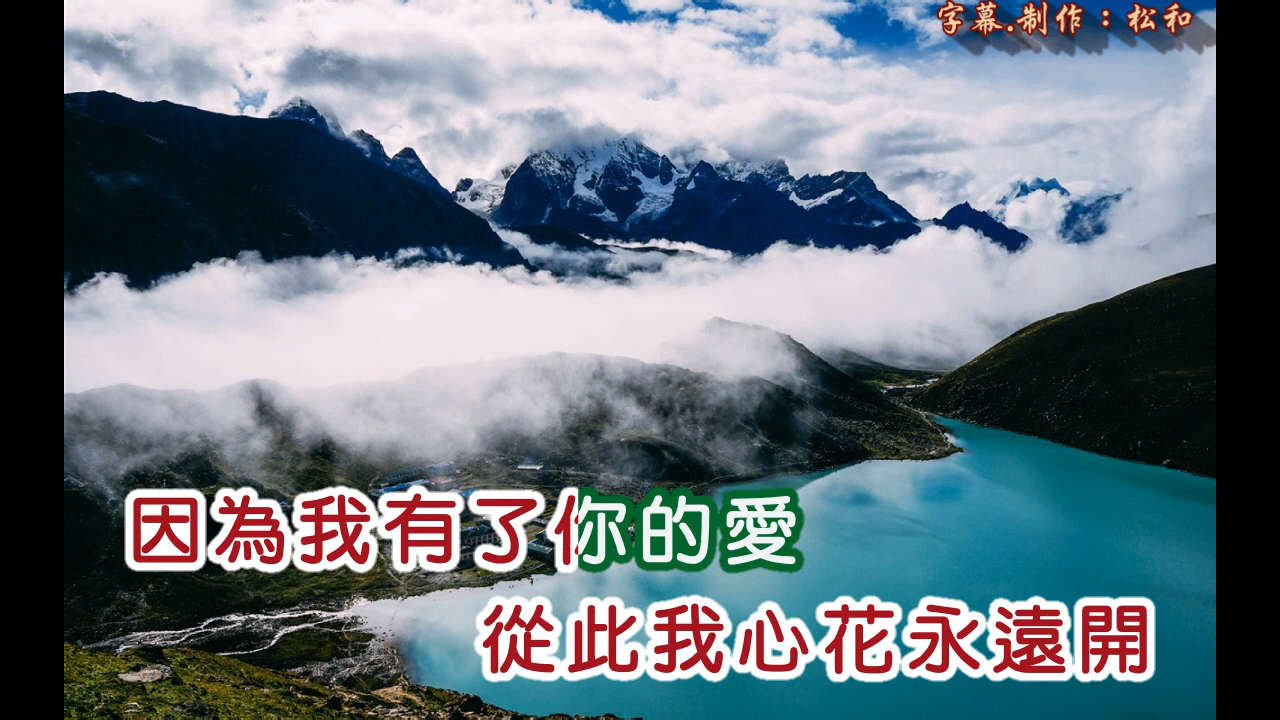 字幕.制作：松和
因為我有了你的愛
從此我心花永遠開